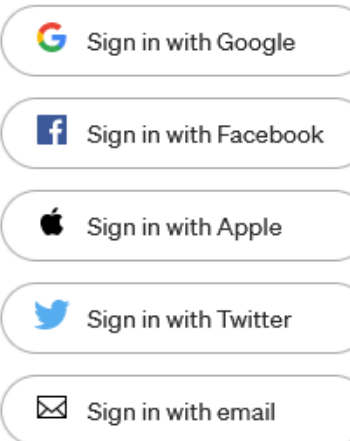 Sign in with Google
Sign in with Facebook
Sign in with Apple
Sign in with Twitter
Sign in with email